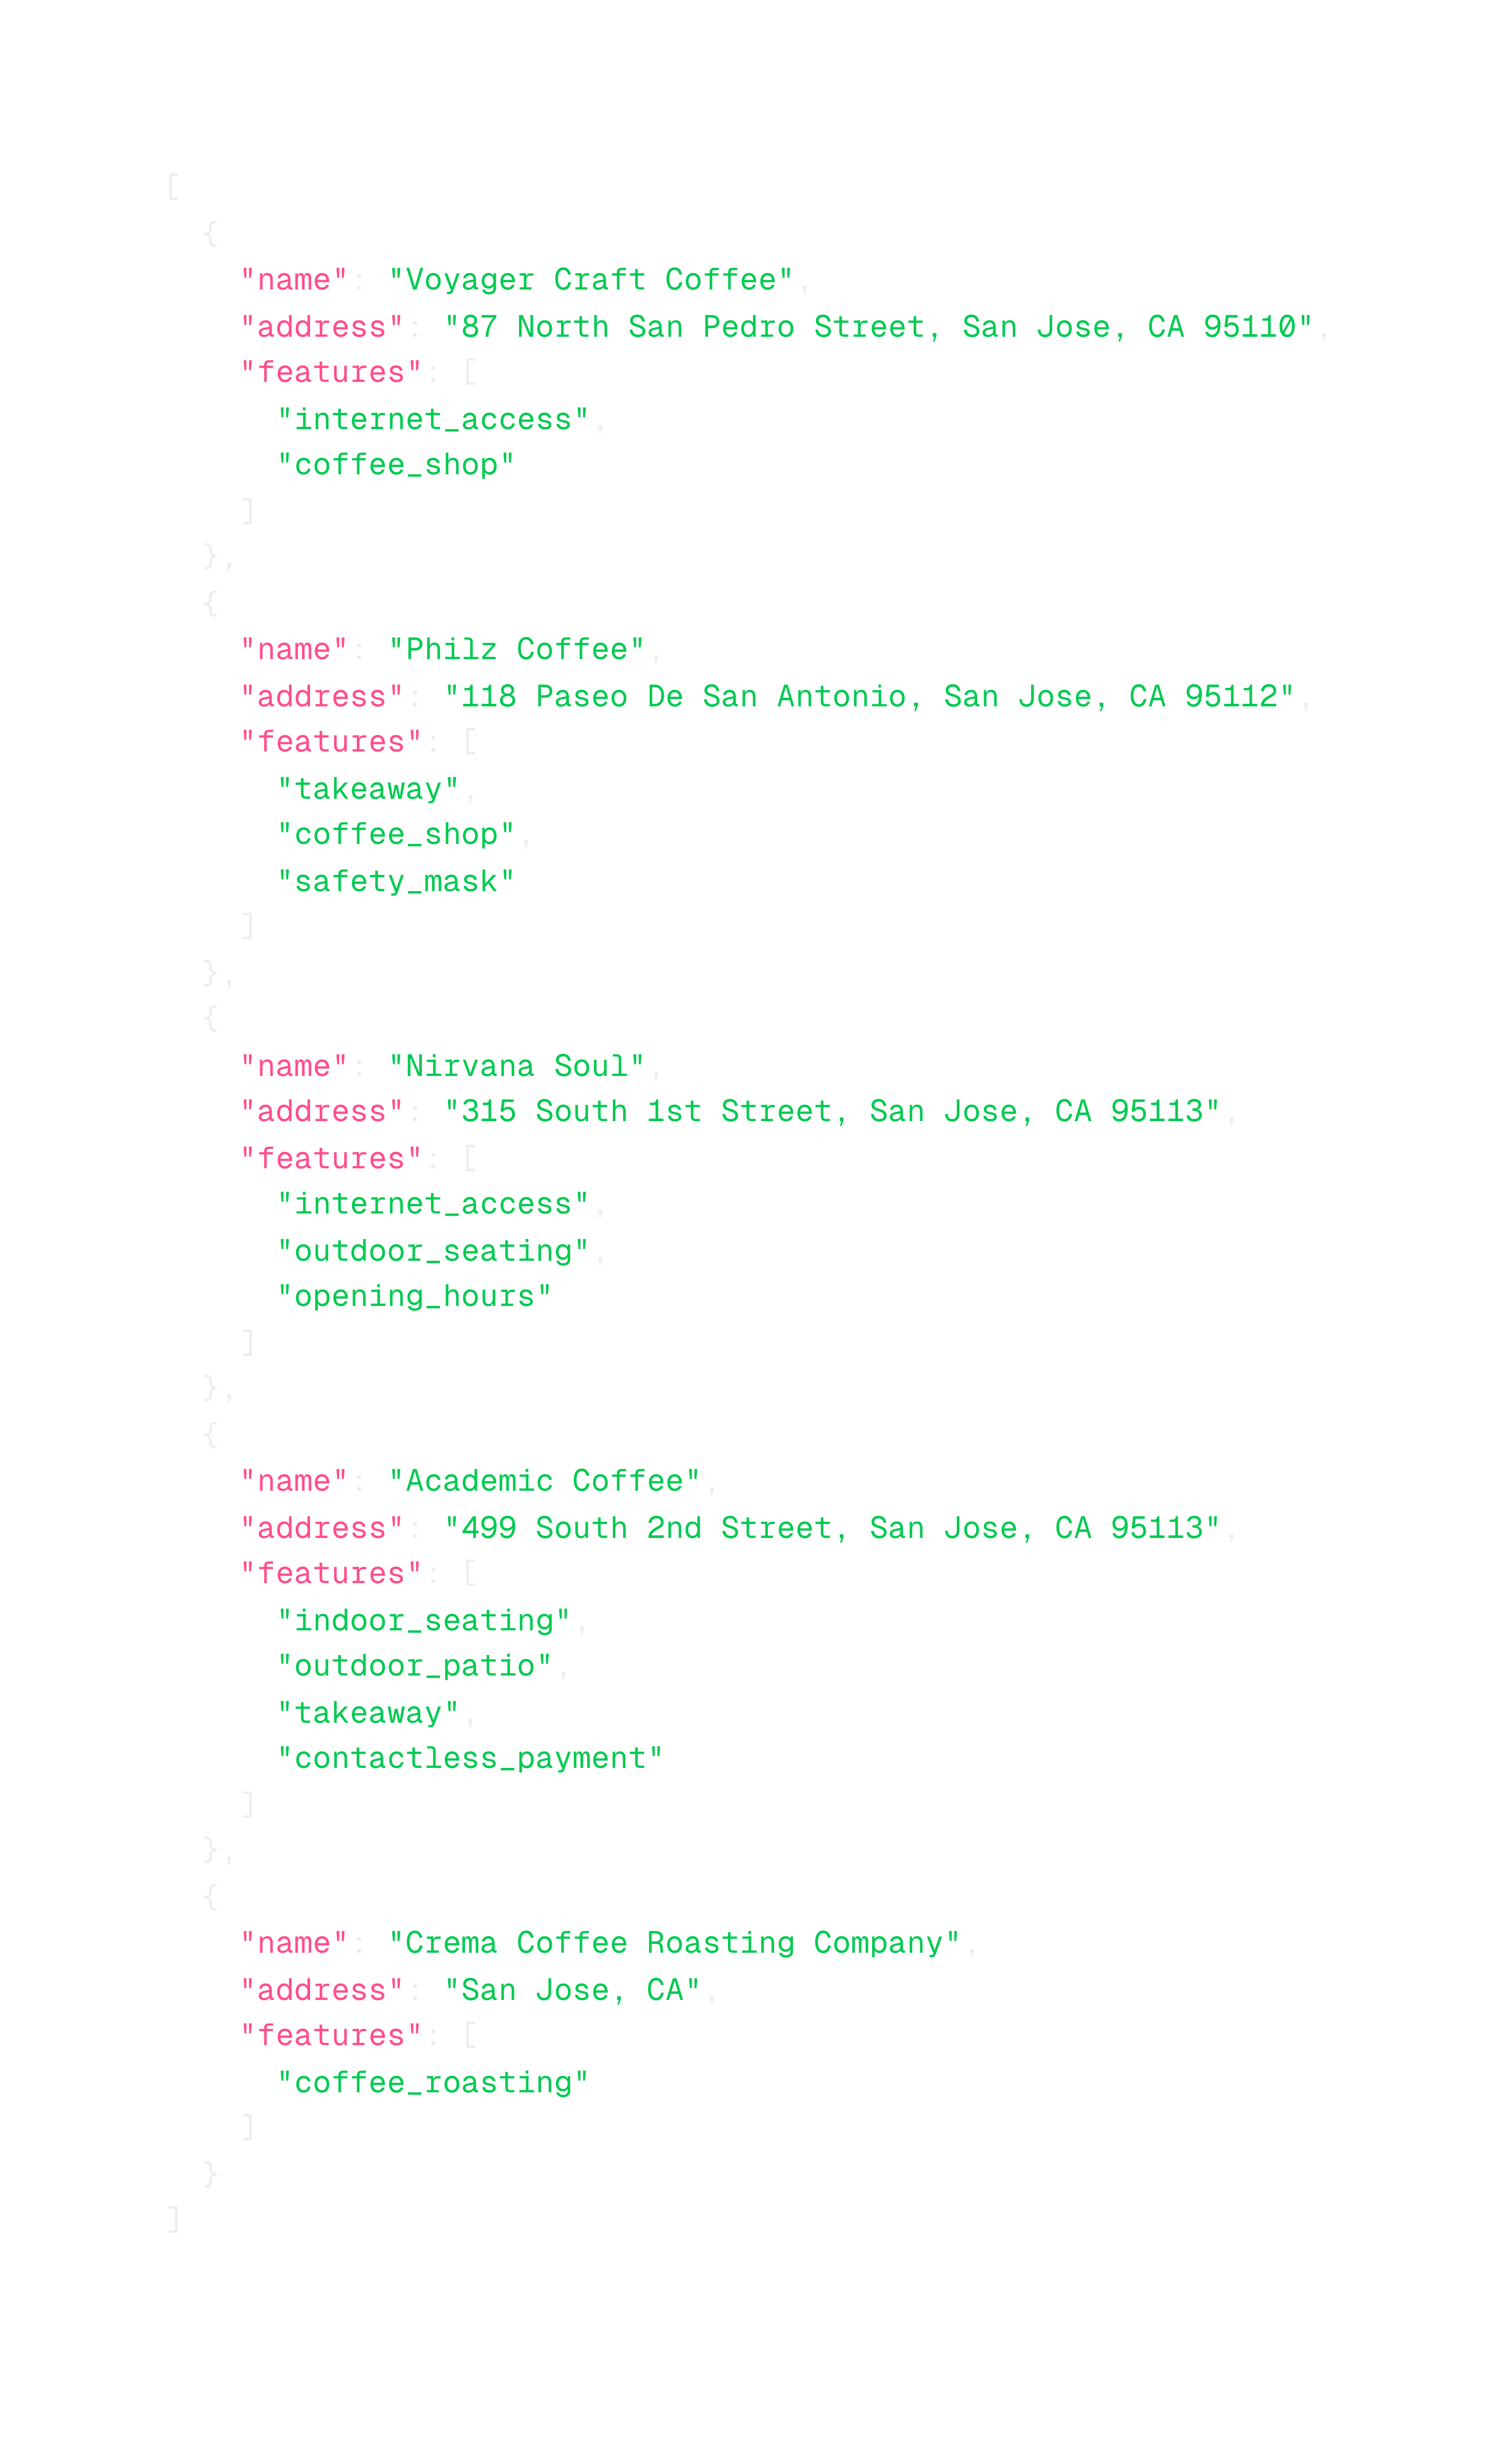 [
  {
    "name": "Voyager Craft Coffee",
    "address": "87 North San Pedro Street, San Jose, CA 95110",
    "features": [
      "internet_access",
      "coffee_shop"
    ]
  },
  {
    "name": "Philz Coffee",
    "address": "118 Paseo De San Antonio, San Jose, CA 95112",
    "features": [
      "takeaway",
      "coffee_shop",
      "safety_mask"
    ]
  },
  {
    "name": "Nirvana Soul",
    "address": "315 South 1st Street, San Jose, CA 95113",
    "features": [
      "internet_access",
      "outdoor_seating",
      "opening_hours"
    ]
  },
  {
    "name": "Academic Coffee",
    "address": "499 South 2nd Street, San Jose, CA 95113",
    "features": [
      "indoor_seating",
      "outdoor_patio",
      "takeaway",
      "contactless_payment"
    ]
  },
  {
    "name": "Crema Coffee Roasting Company",
    "address": "San Jose, CA",
    "features": [
      "coffee_roasting"
    ]
  }
]